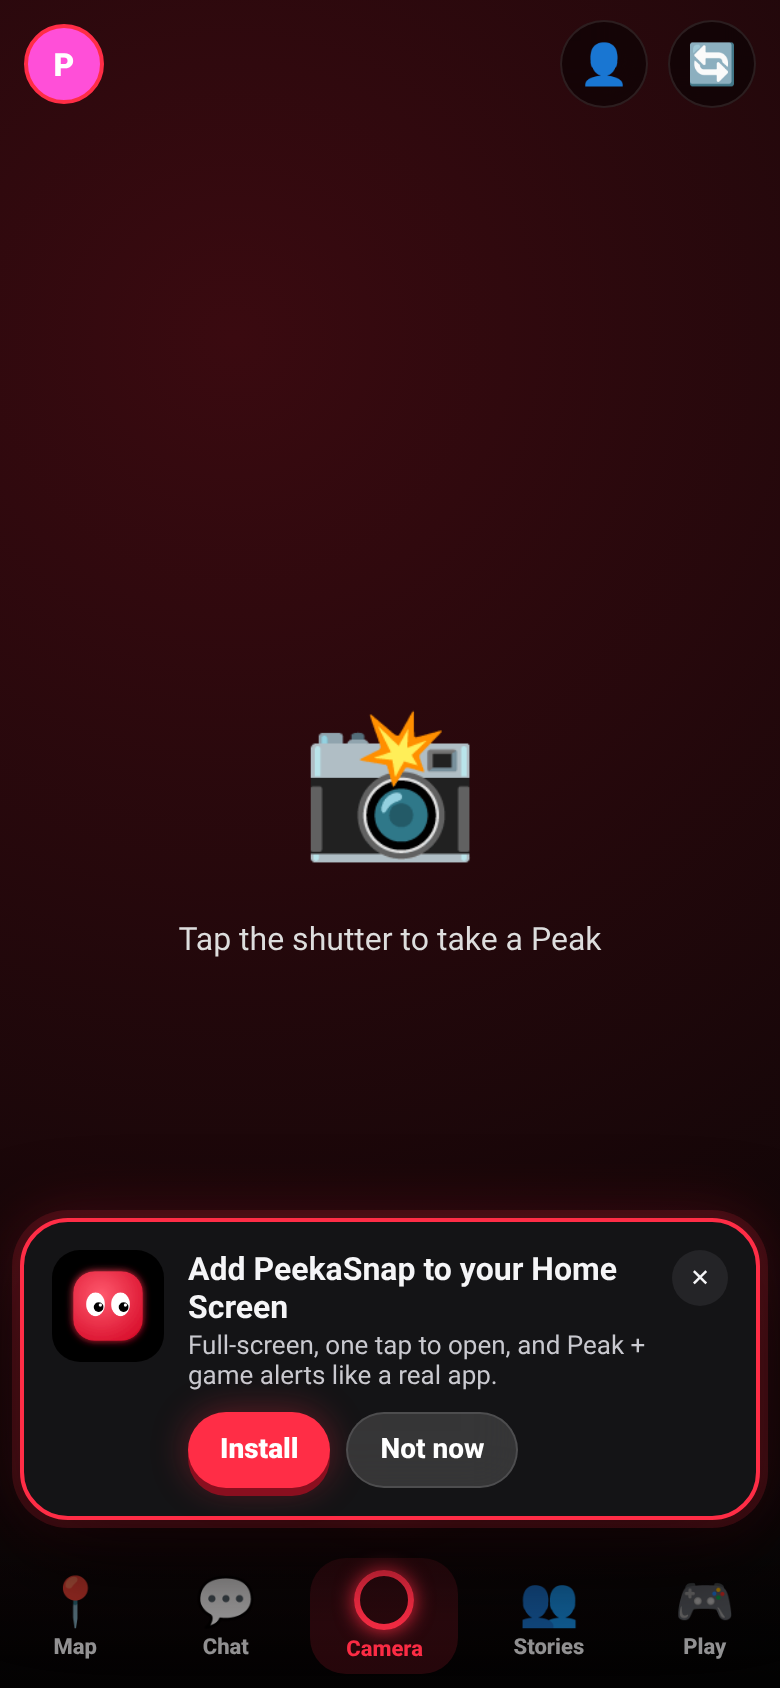 P
Tap the shutter to take a Peak
Add PeekaSnap to your Home
Screen
Full-screen, one tap to open, and Peak +
game alerts like a real app.
Install
Not now
Map
Chat
Camera
Stories
Play